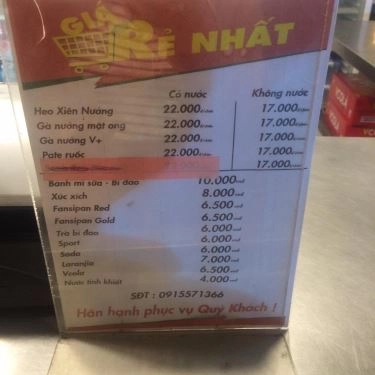 GIÁ RẺ NHẤT
Có nước Không nước
Heo Xiên Nướng 22.000 17.000
Gà nướng mật ong 22.000 17.000
Gà nướng V+ 22.000 17.000
Pate ruốc 22.000 17.000
17.000
Bánh mì sữa - Bí đao 10.000
Xúc xích 8.000
Fansipan Red 6.500
Fansipan Gold 6.500
Trà bí đao 6.000
Sport 6.000
Soda 6.000
Laranjia 7.000
Vcola 6.500
Nước tinh khiết 4.000
SĐT : 0915571366
Hân hạnh phục vụ Quý Khách !
VCOLA